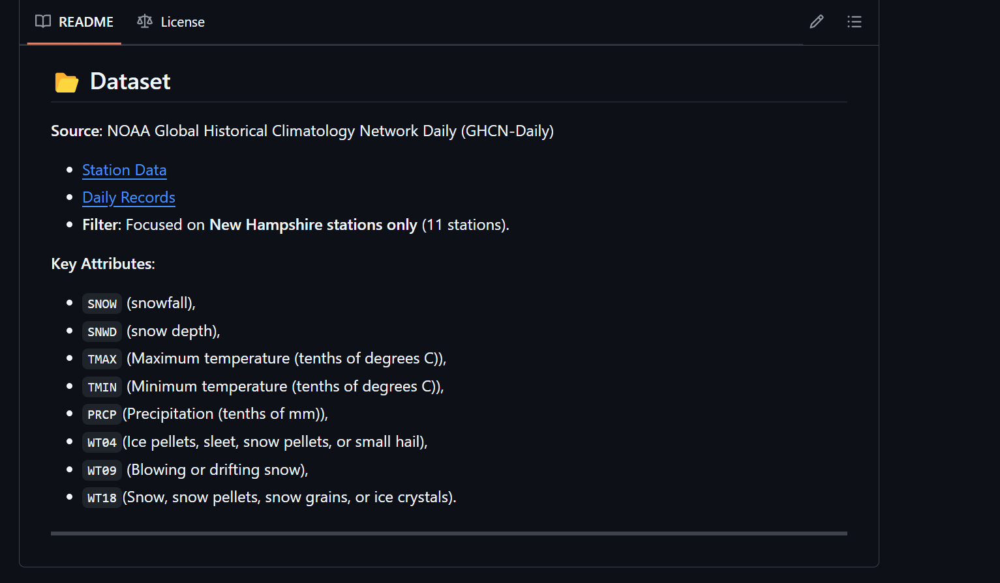 README License
Dataset
Source: NOAA Global Historical Climatology Network Daily (GHCN-Daily)
Station Data
Daily Records
Filter: Focused on New Hampshire stations only (11 stations).
Key Attributes:
SNOW (snowfall),
SNWD (snow depth),
TMAX (Maximum temperature (tenths of degrees C)),
TMIN (Minimum temperature (tenths of degrees C)),
PRCP (Precipitation (tenths of mm)),
WT04 (Ice pellets, sleet, snow pellets, or small hail),
WT09 (Blowing or drifting snow),
WT18 (Snow, snow pellets, snow grains, or ice crystals).